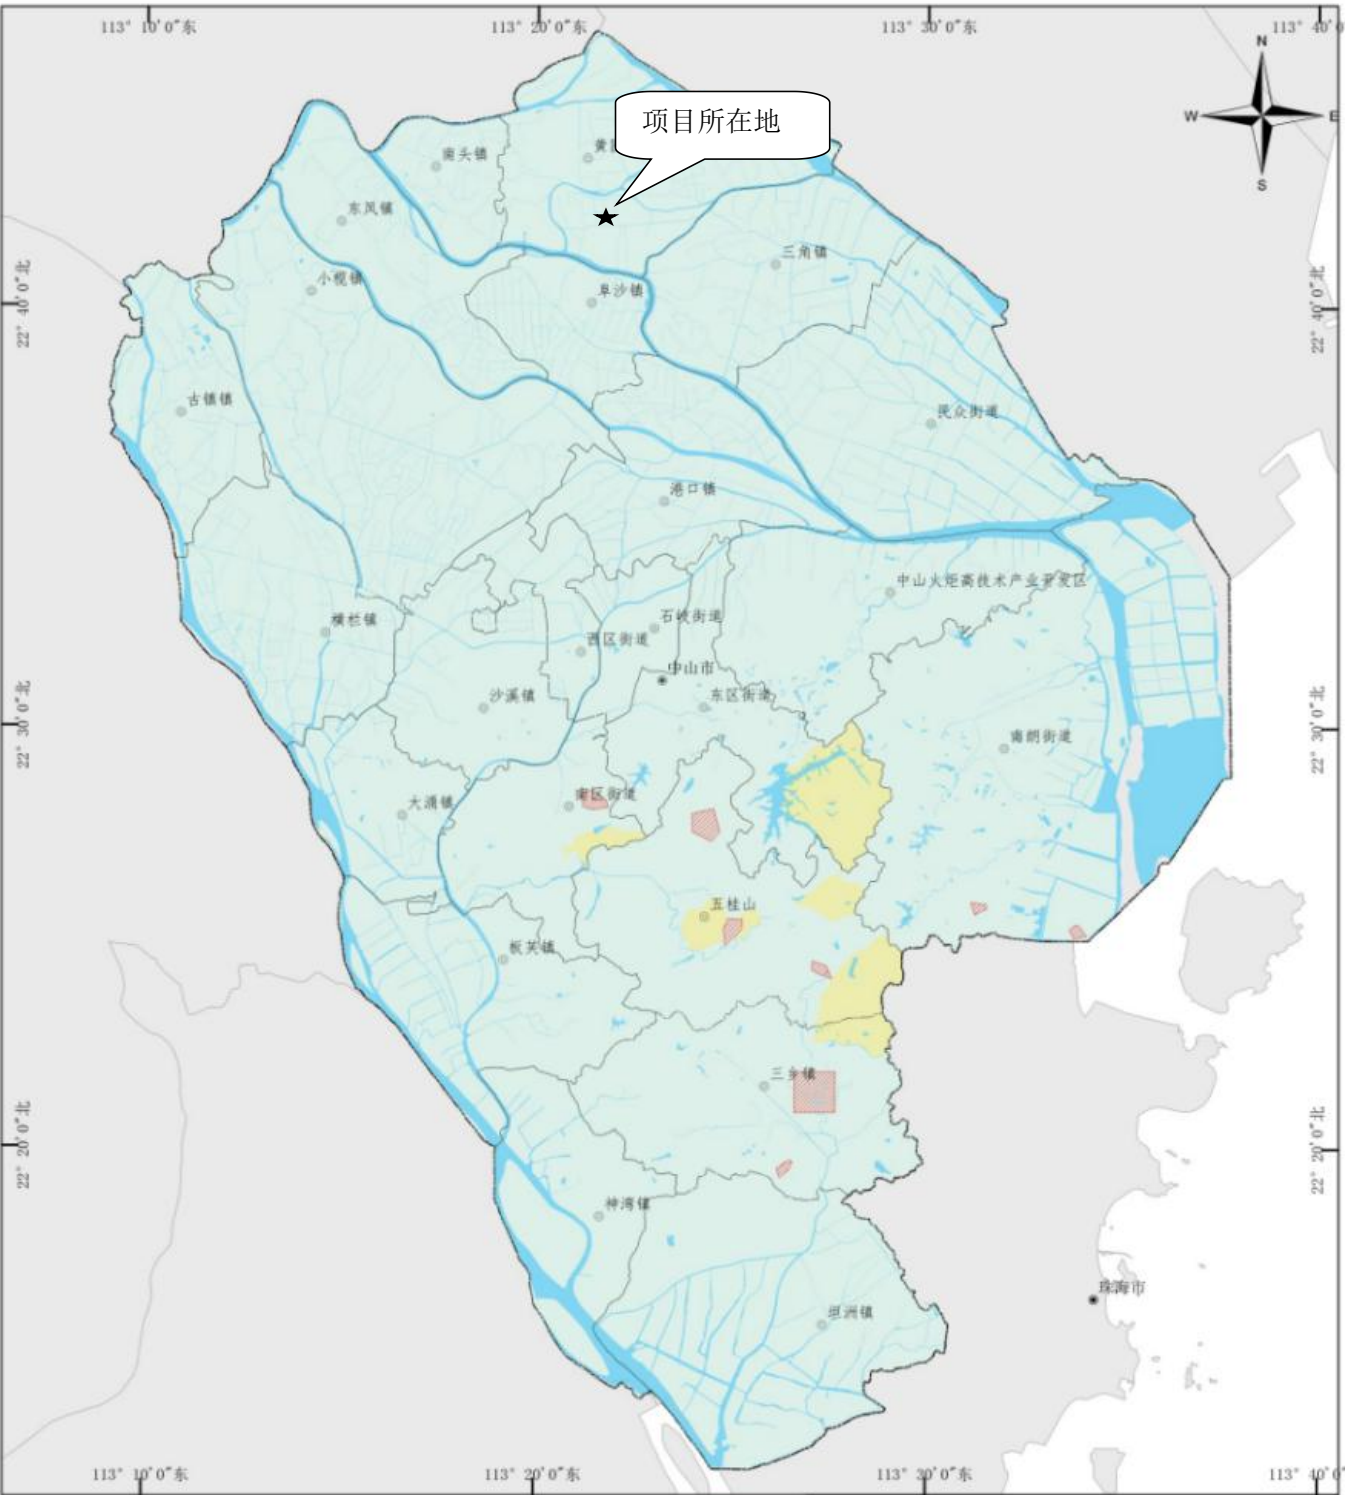 113° 10′0″东
113° 20′0″东
113° 30′0″东
113° 40′0
N
W
E
S
项目所在地
南头镇
黄
东凤镇
三角镇
小榄镇
阜沙镇
22° 40′0″北
22° 40′0″北
古镇镇
民众街道
港口镇
中山火炬高技术产业开发区
横栏镇
石岐街道
西区街道
中山市
沙溪镇
东区街道
22° 30′0″北
22° 30′0″北
南朗街道
大涌镇
南区街道
五桂山
板芙镇
三乡镇
22° 20′0″北
22° 20′0″北
神湾镇
珠海市
坦洲镇
113° 10′0″东
113° 20′0″东
113° 30′0″东
113° 40′0